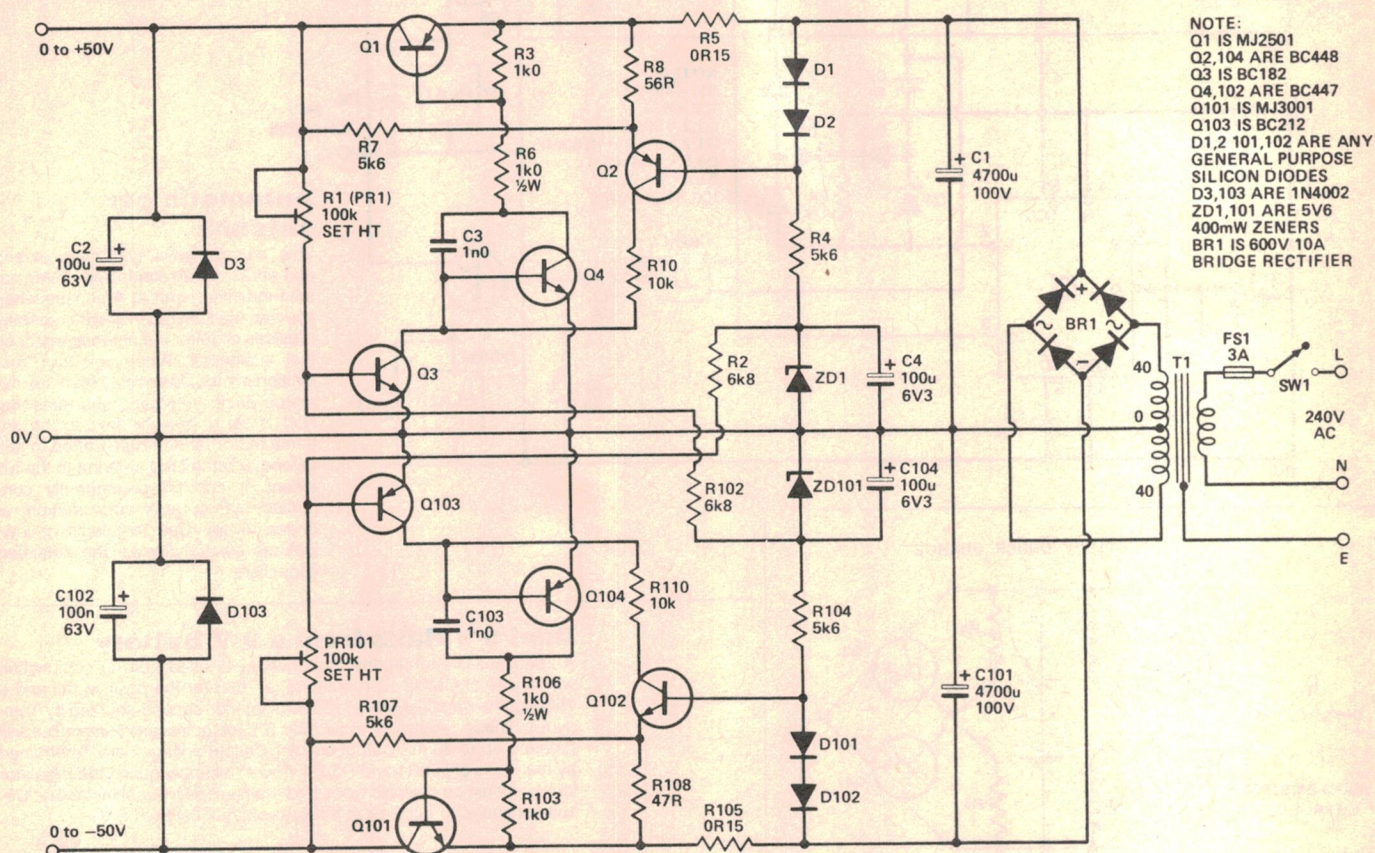 0 to +50V
Q1
R3
1k0
R8
56R
R5
0R15
D1
D2
NOTE:
Q1 IS MJ2501
Q2,104 ARE BC448
Q3 IS BC182
Q4,102 ARE BC447
Q101 IS MJ3001
Q103 IS BC212
D1,2 101,102 ARE ANY
GENERAL PURPOSE
SILICON DIODES
D3,103 ARE 1N4002
ZD1,101 ARE 5V6
400mW ZENERS
BR1 IS 600V 10A
BRIDGE RECTIFIER
R7
5k6
R6
1k0
½W
Q2
+ C1
4700u
100V
R1 (PR1)
100k
SET HT
C2
100u
63V
+
D3
C3
1n0
Q4
R10
10k
R4
5k6
Q3
R2
6k8
ZD1
+ C4
100u
6V3
+
~ BR1 ~
−
40
0
40
T1
FS1
3A
SW1
L
240V
AC
N
E
0V
Q103
R102
6k8
ZD101
+ C104
100u
6V3
C102
100n
63V
+
D103
C103
1n0
Q104
R110
10k
R104
5k6
PR101
100k
SET HT
R107
5k6
R106
1k0
½W
Q102
+ C101
4700u
100V
D101
D102
Q101
R103
1k0
R108
47R
R105
0R15
0 to −50V